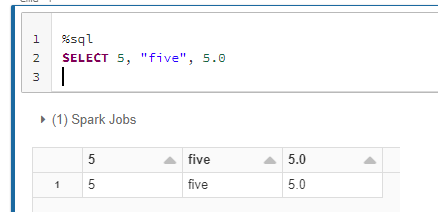 1 %sql
2 SELECT 5, "five", 5.0
3
(1) Spark Jobs
5 five 5.0
1 5 five 5.0